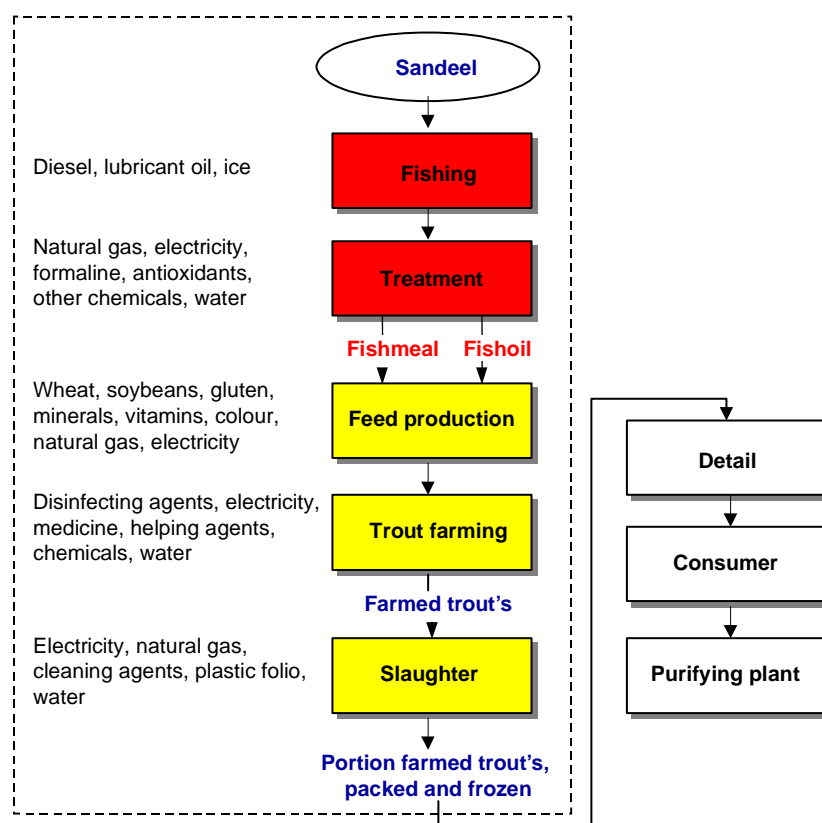 Sandeel
Diesel, lubricant oil, ice
Fishing
Natural gas, electricity,
formaline, antioxidants,
other chemicals, water
Treatment
Fishmeal
Fishoil
Wheat, soybeans, gluten,
minerals, vitamins, colour,
natural gas, electricity
Feed production
Disinfecting agents, electricity,
medicine, helping agents,
chemicals, water
Trout farming
Farmed trout's
Electricity, natural gas,
cleaning agents, plastic folio,
water
Slaughter
Portion farmed trout's,
packed and frozen
Detail
Consumer
Purifying plant